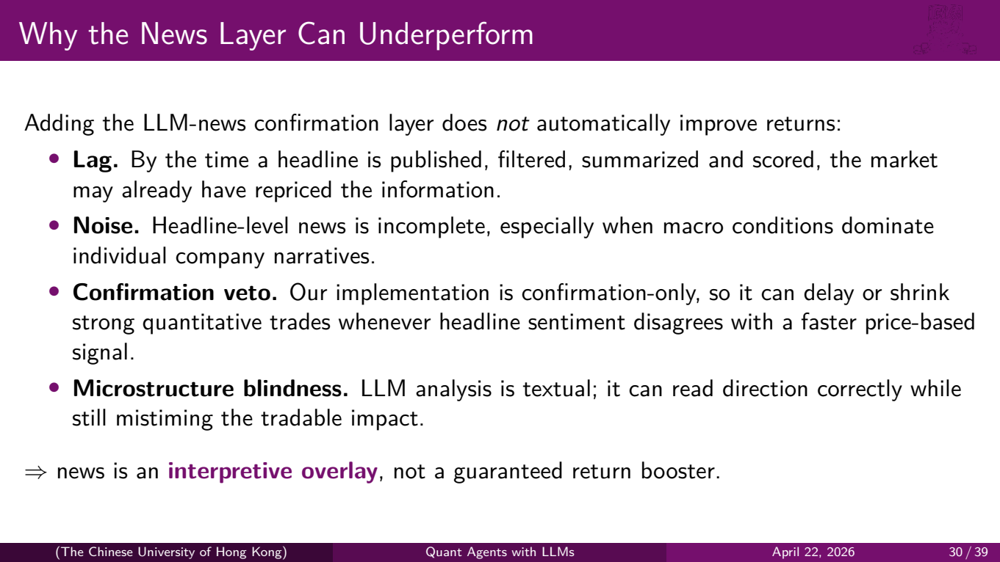 Why the News Layer Can Underperform
Adding the LLM-news confirmation layer does not automatically improve returns:
• Lag. By the time a headline is published, filtered, summarized and scored, the market
may already have repriced the information.
• Noise. Headline-level news is incomplete, especially when macro conditions dominate
individual company narratives.
• Confirmation veto. Our implementation is confirmation-only, so it can delay or shrink
strong quantitative trades whenever headline sentiment disagrees with a faster price-based
signal.
• Microstructure blindness. LLM analysis is textual; it can read direction correctly while
still mistiming the tradable impact.
⇒ news is an interpretive overlay, not a guaranteed return booster.
(The Chinese University of Hong Kong) Quant Agents with LLMs April 22, 2026 30 / 39